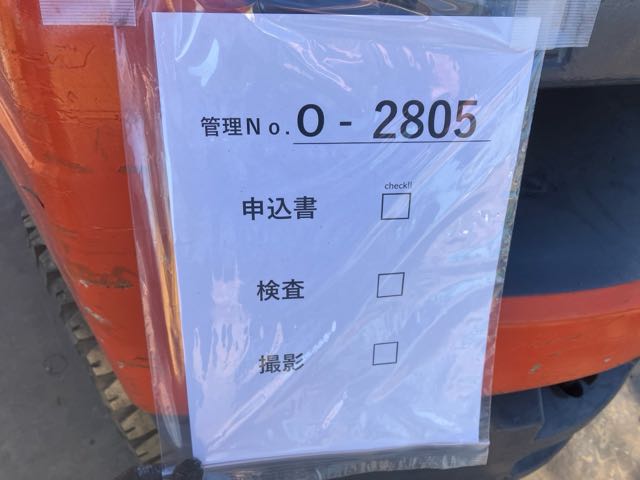 管理No. O - 2805
check!!
申込書 □
検査 □
撮影 □